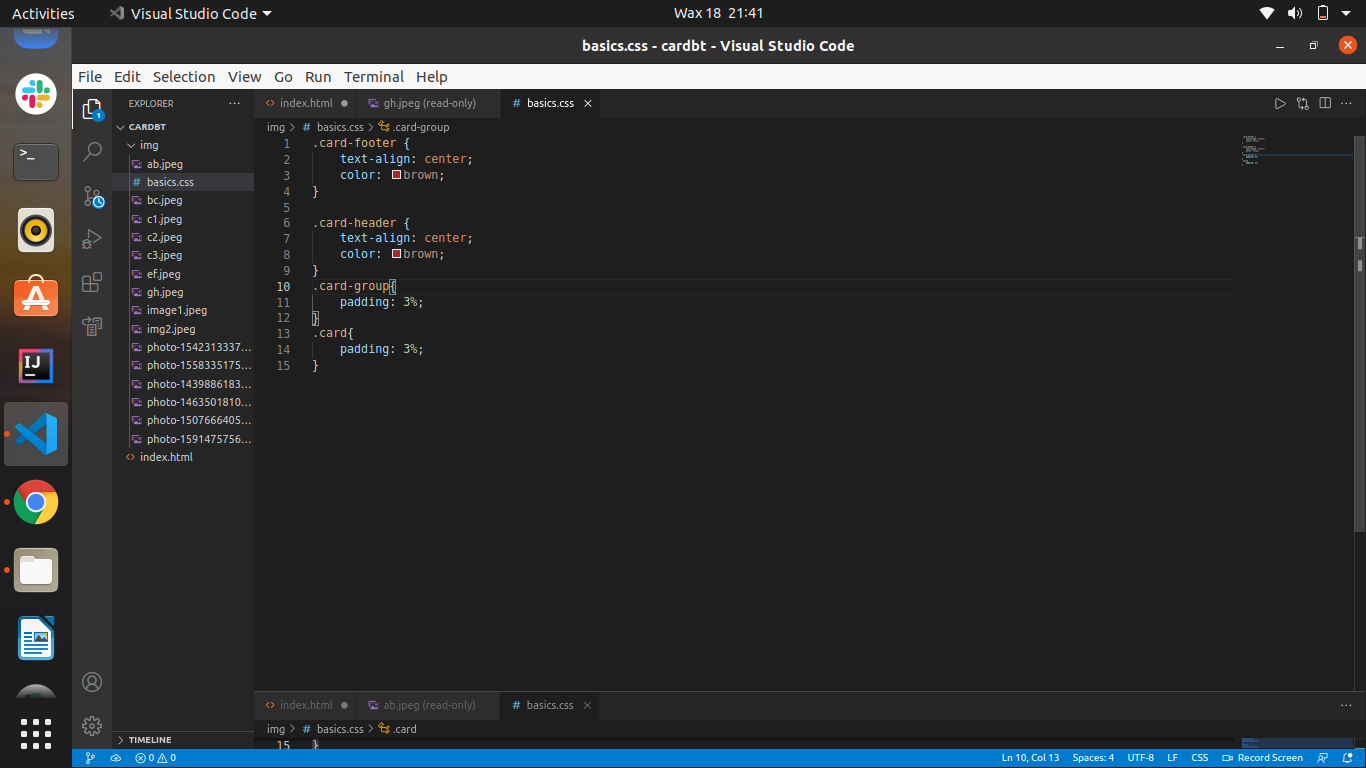 Activities
Visual Studio Code
Wax 18 21:41
basics.css - cardbt - Visual Studio Code
File Edit Selection View Go Run Terminal Help
EXPLORER
CARDBT
img
ab.jpeg
basics.css
bc.jpeg
c1.jpeg
c2.jpeg
c3.jpeg
ef.jpeg
gh.jpeg
image1.jpeg
img2.jpeg
photo-1542313337...
photo-1558335175...
photo-1439886183...
photo-1463501810...
photo-1507666405...
photo-1591475756...
index.html
TIMELINE
index.html
gh.jpeg (read-only)
basics.css
img > basics.css > .card-group
1 .card-footer {
2 text-align: center;
3 color: brown;
4 }
5
6 .card-header {
7 text-align: center;
8 color: brown;
9 }
10 .card-group{
11 padding: 3%;
12 }
13 .card{
14 padding: 3%;
15 }
index.html
ab.jpeg (read-only)
basics.css
img > basics.css > .card
15 }
0 0
Ln 10, Col 13 Spaces: 4 UTF-8 LF CSS Record Screen
1
IJ